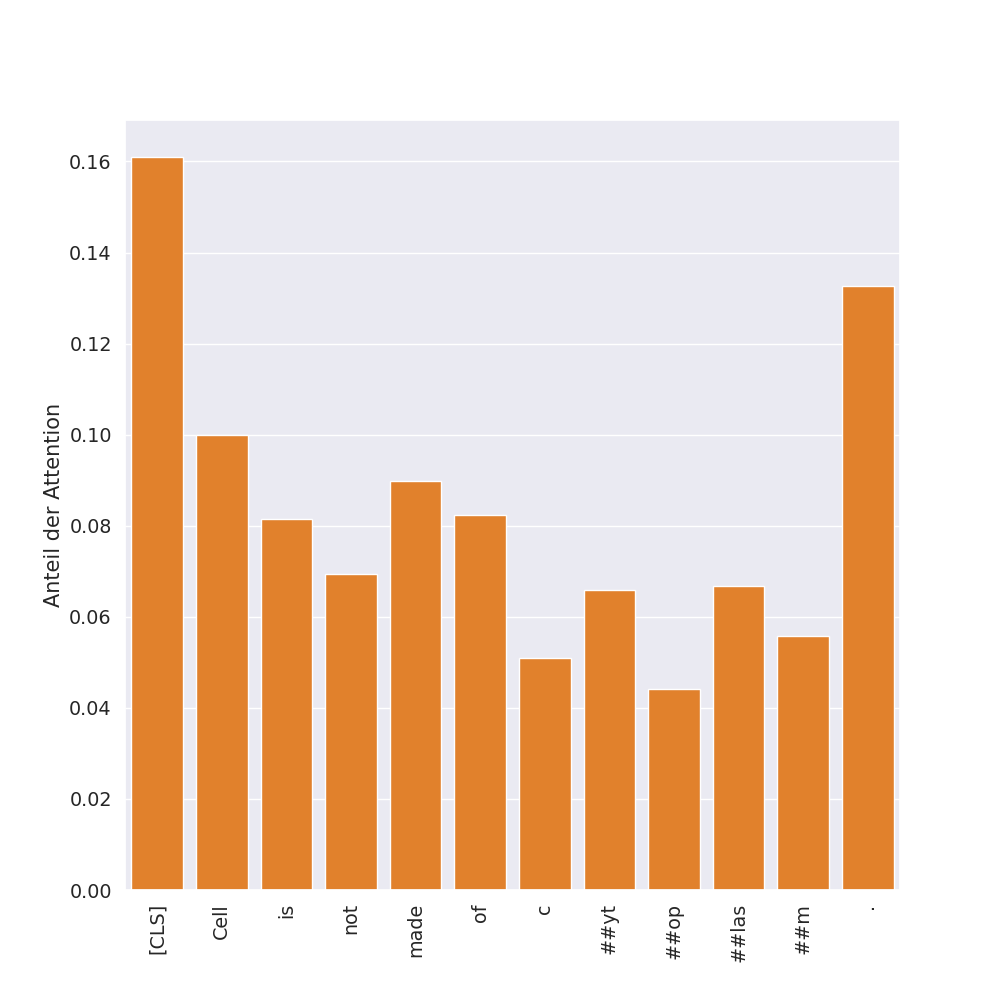 0.16
0.14
0.12
0.10
0.08
0.06
0.04
0.02
0.00
Anteil der Attention
[CLS]
Cell
is
not
made
of
c
##yt
##op
##las
##m
.